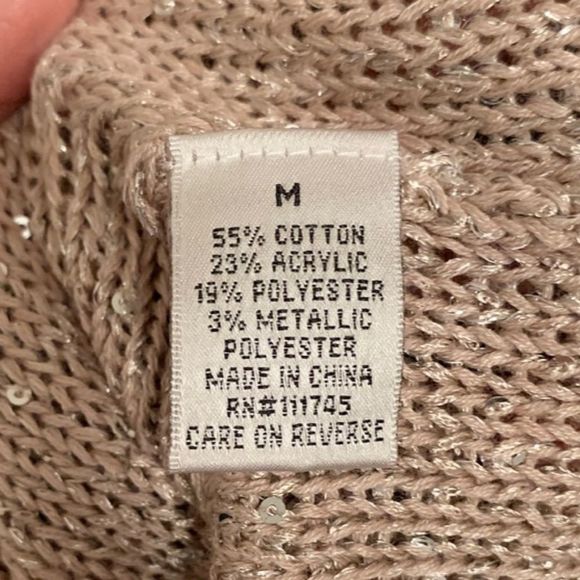 M
55% COTTON
23% ACRYLIC
19% POLYESTER
3% METALLIC
POLYESTER
MADE IN CHINA
RN#111745
CARE ON REVERSE